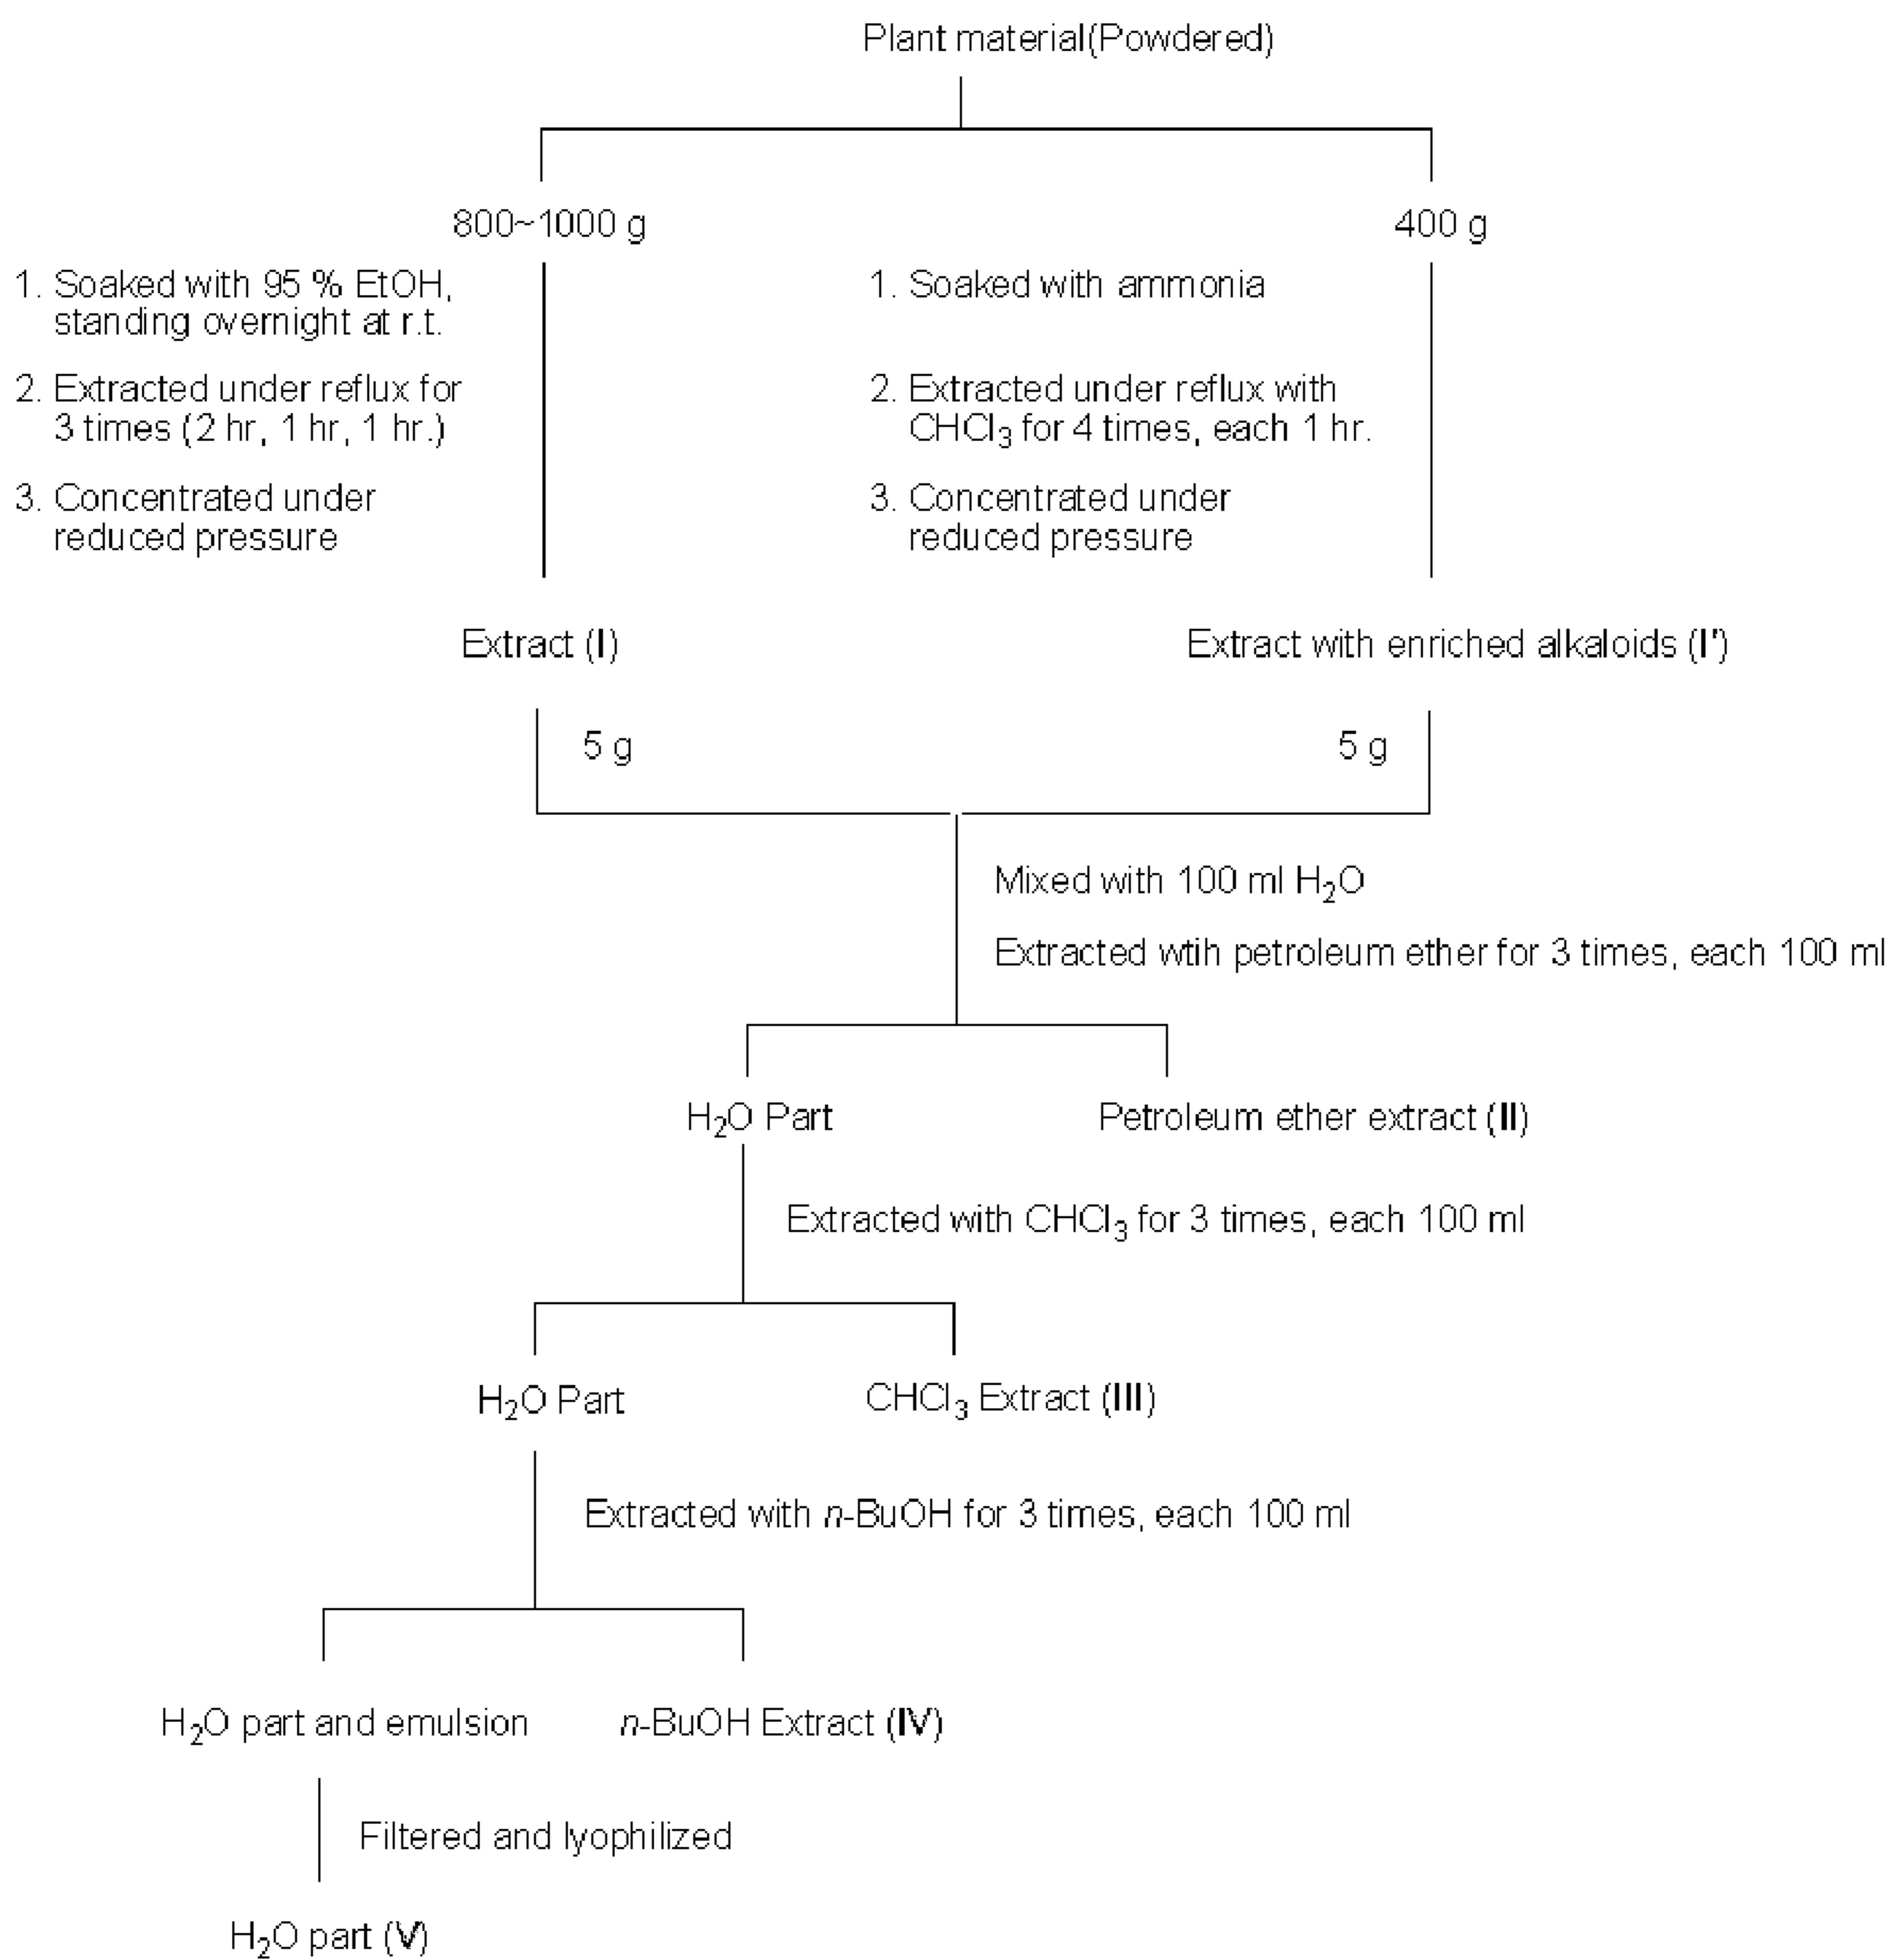 Plant material(Powdered)
800~1000 g
400 g
1. Soaked with 95 % EtOH,
standing overnight at r.t.
2. Extracted under reflux for
3 times (2 hr, 1 hr, 1 hr.)
3. Concentrated under
reduced pressure
1. Soaked with ammonia
2. Extracted under reflux with
CHCl₃ for 4 times, each 1 hr.
3. Concentrated under
reduced pressure
Extract (I)
Extract with enriched alkaloids (I')
5 g
5 g
Mixed with 100 ml H₂O
Extracted wtih petroleum ether for 3 times, each 100 ml
H₂O Part
Petroleum ether extract (II)
Extracted with CHCl₃ for 3 times, each 100 ml
H₂O Part
CHCl₃ Extract (III)
Extracted with n-BuOH for 3 times, each 100 ml
H₂O part and emulsion
n-BuOH Extract (IV)
Filtered and lyophilized
H₂O part (V)